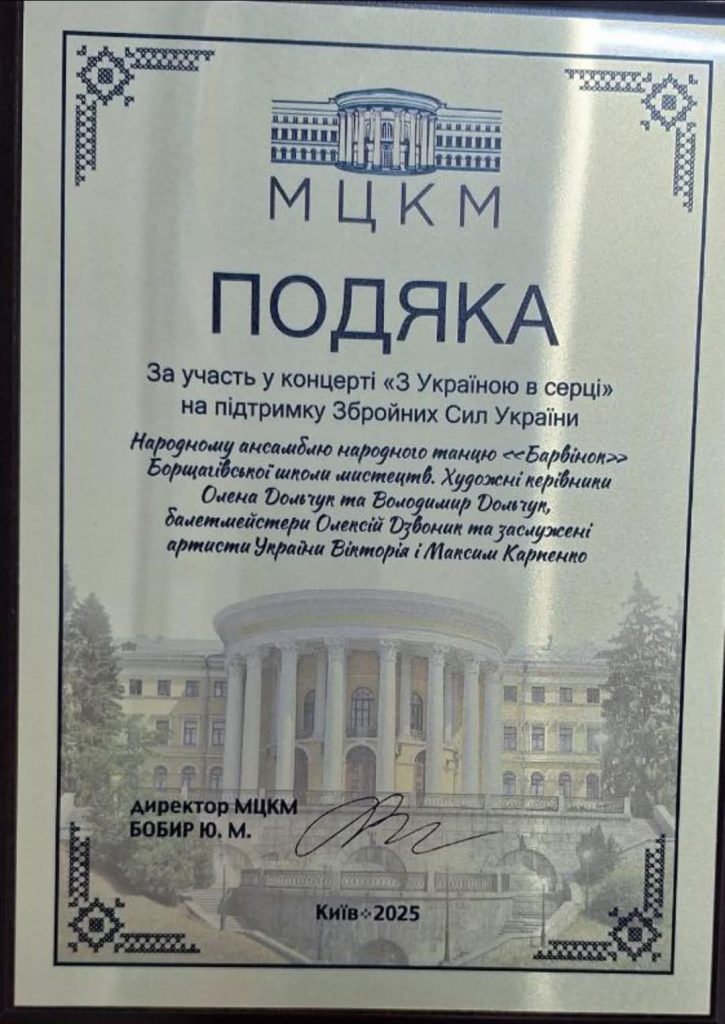 МЦКМ
ПОДЯКА
За участь у концерті «З Україною в серці»
на підтримку Збройних Сил України
Народному ансамблю народного танцю <<Барвінок>>
Борщагівської школи мистецтв. Художні керівники
Олена Дольчук та Володимир Дольчук,
балетмейстери Олексій Дзвоник та заслужені
артисти України Вікторія і Максим Карпенко
директор МЦКМ
БОБИР Ю. М.
Київ 2025